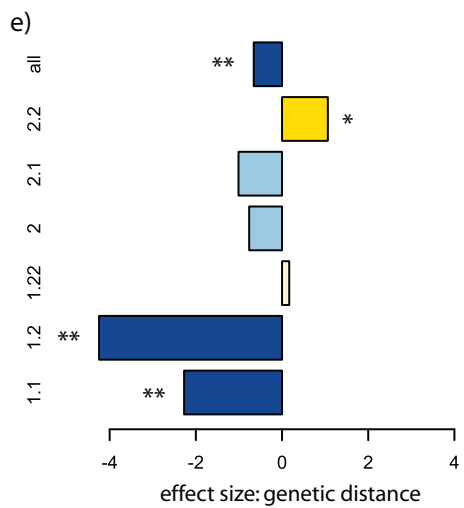 e)
all
**
2.2
*
2.1
2
1.22
1.2
**
1.1
**
-4 -2 0 2 4
effect size: genetic distance